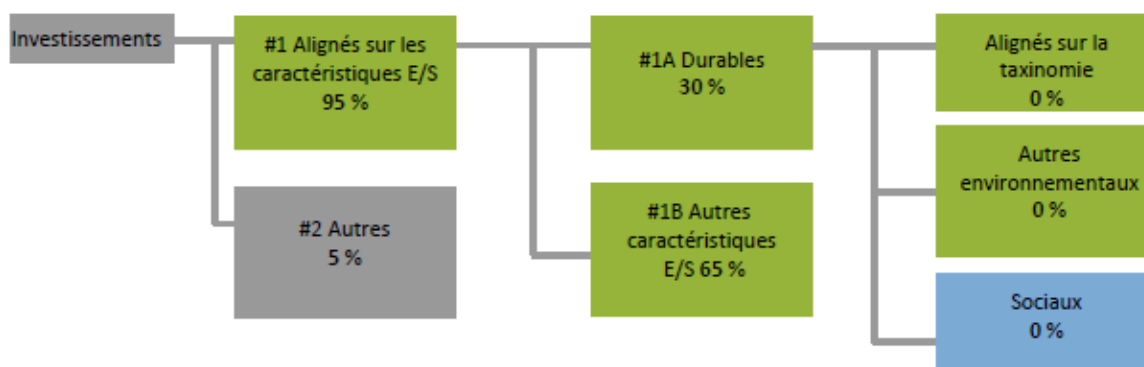 Investissements
#1 Alignés sur les
caractéristiques E/S
95 %
#2 Autres
5 %
#1A Durables
30 %
#1B Autres
caractéristiques
E/S 65 %
Alignés sur la
taxinomie
0 %
Autres
environnementaux
0 %
Sociaux
0 %